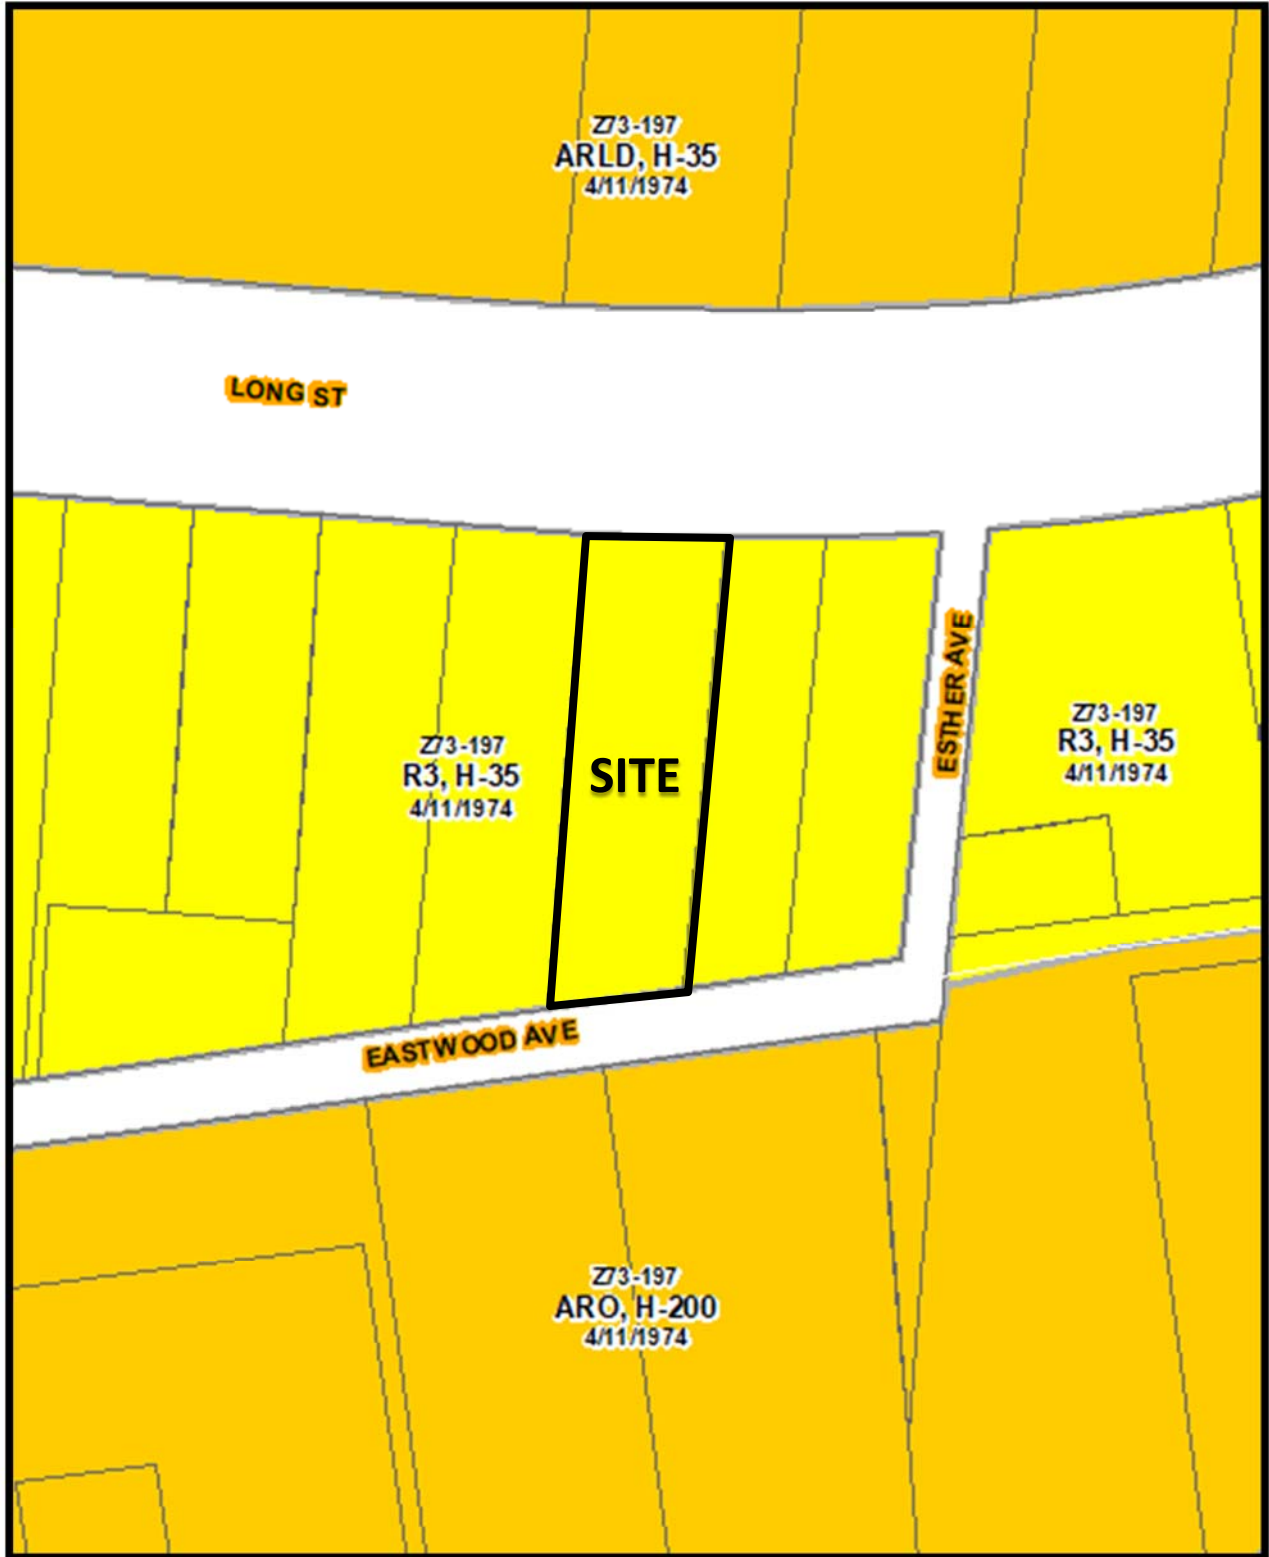 Z73-197
ARLD, H-35
4/11/1974
LONG ST
ESTHER AVE
Z73-197
R3, H-35
4/11/1974
Z73-197
R3, H-35
4/11/1974
SITE
EASTWOOD AVE
Z73-197
ARO, H-200
4/11/1974